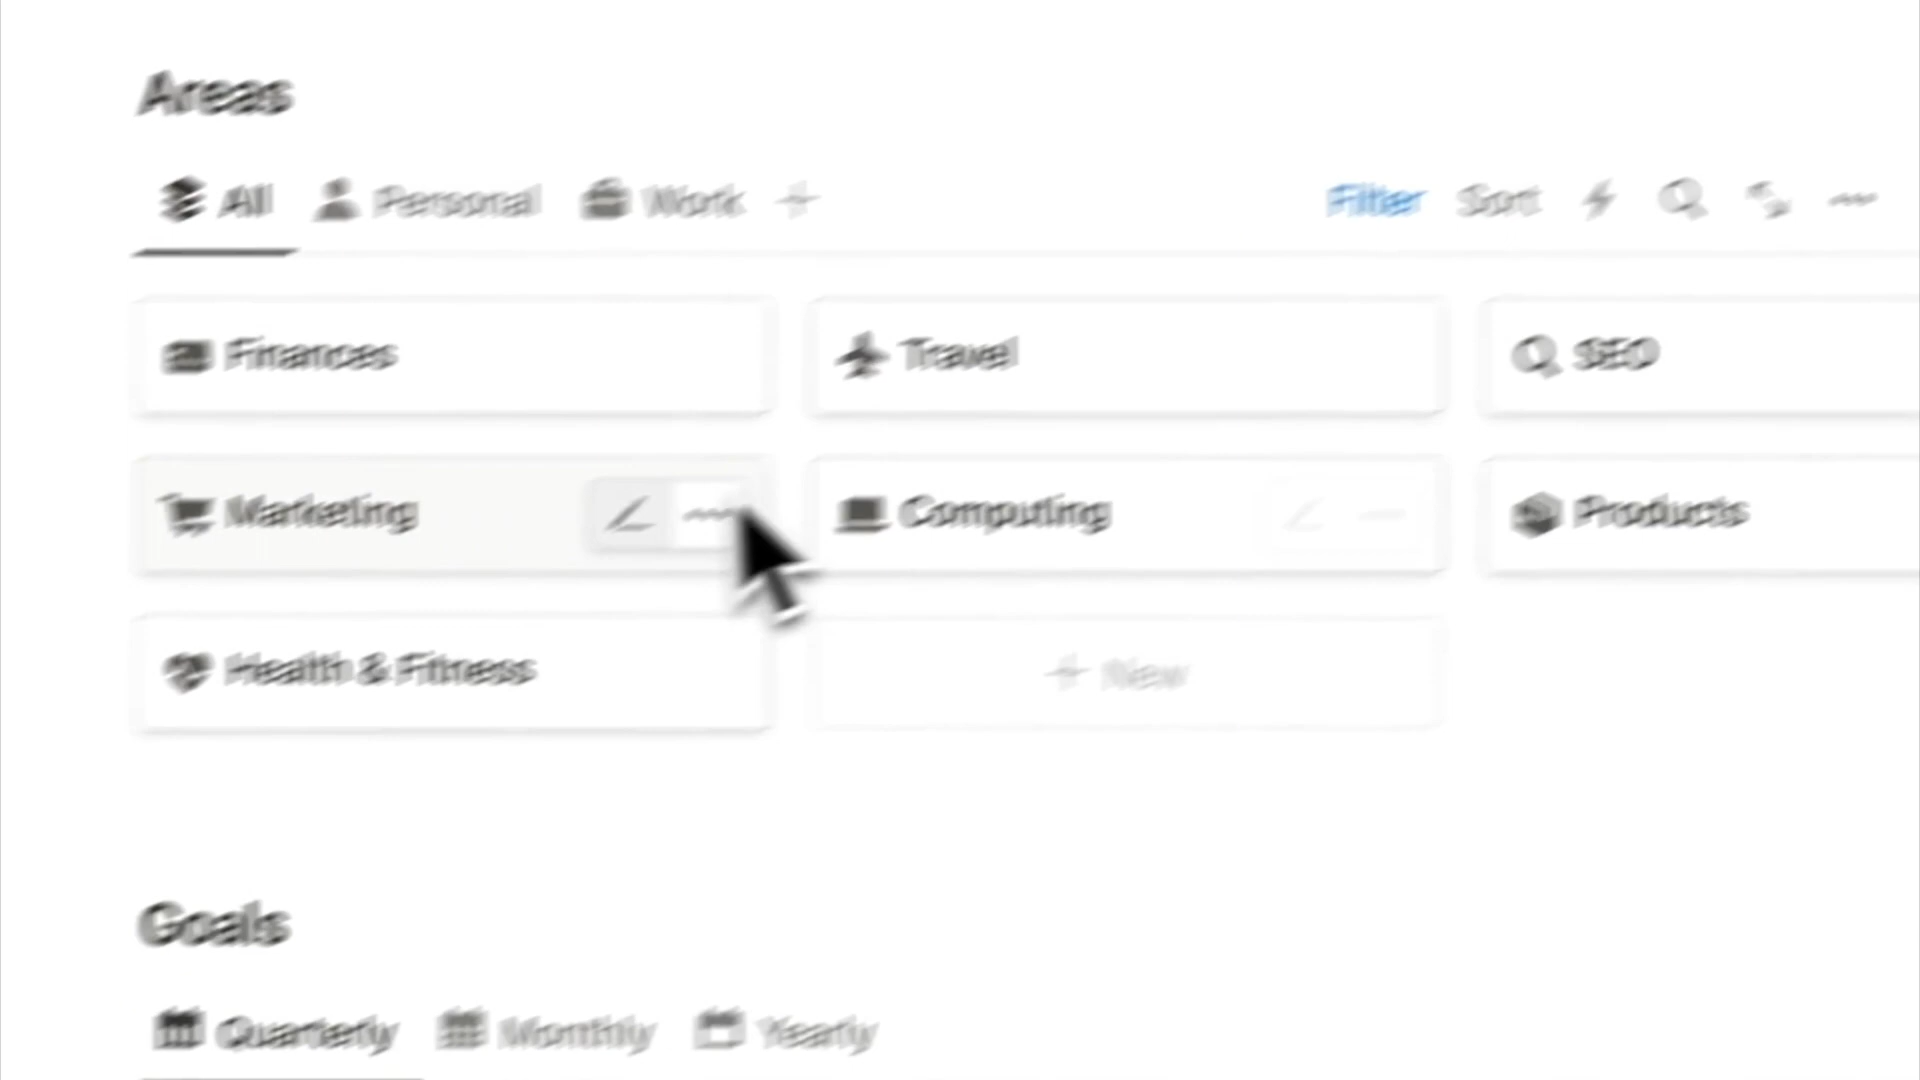 Areas
All Personal Work + Filter Sort
Finances Travel SEO
Marketing Computing Products
Health & Fitness + New
Goals
Quarterly Monthly Yearly